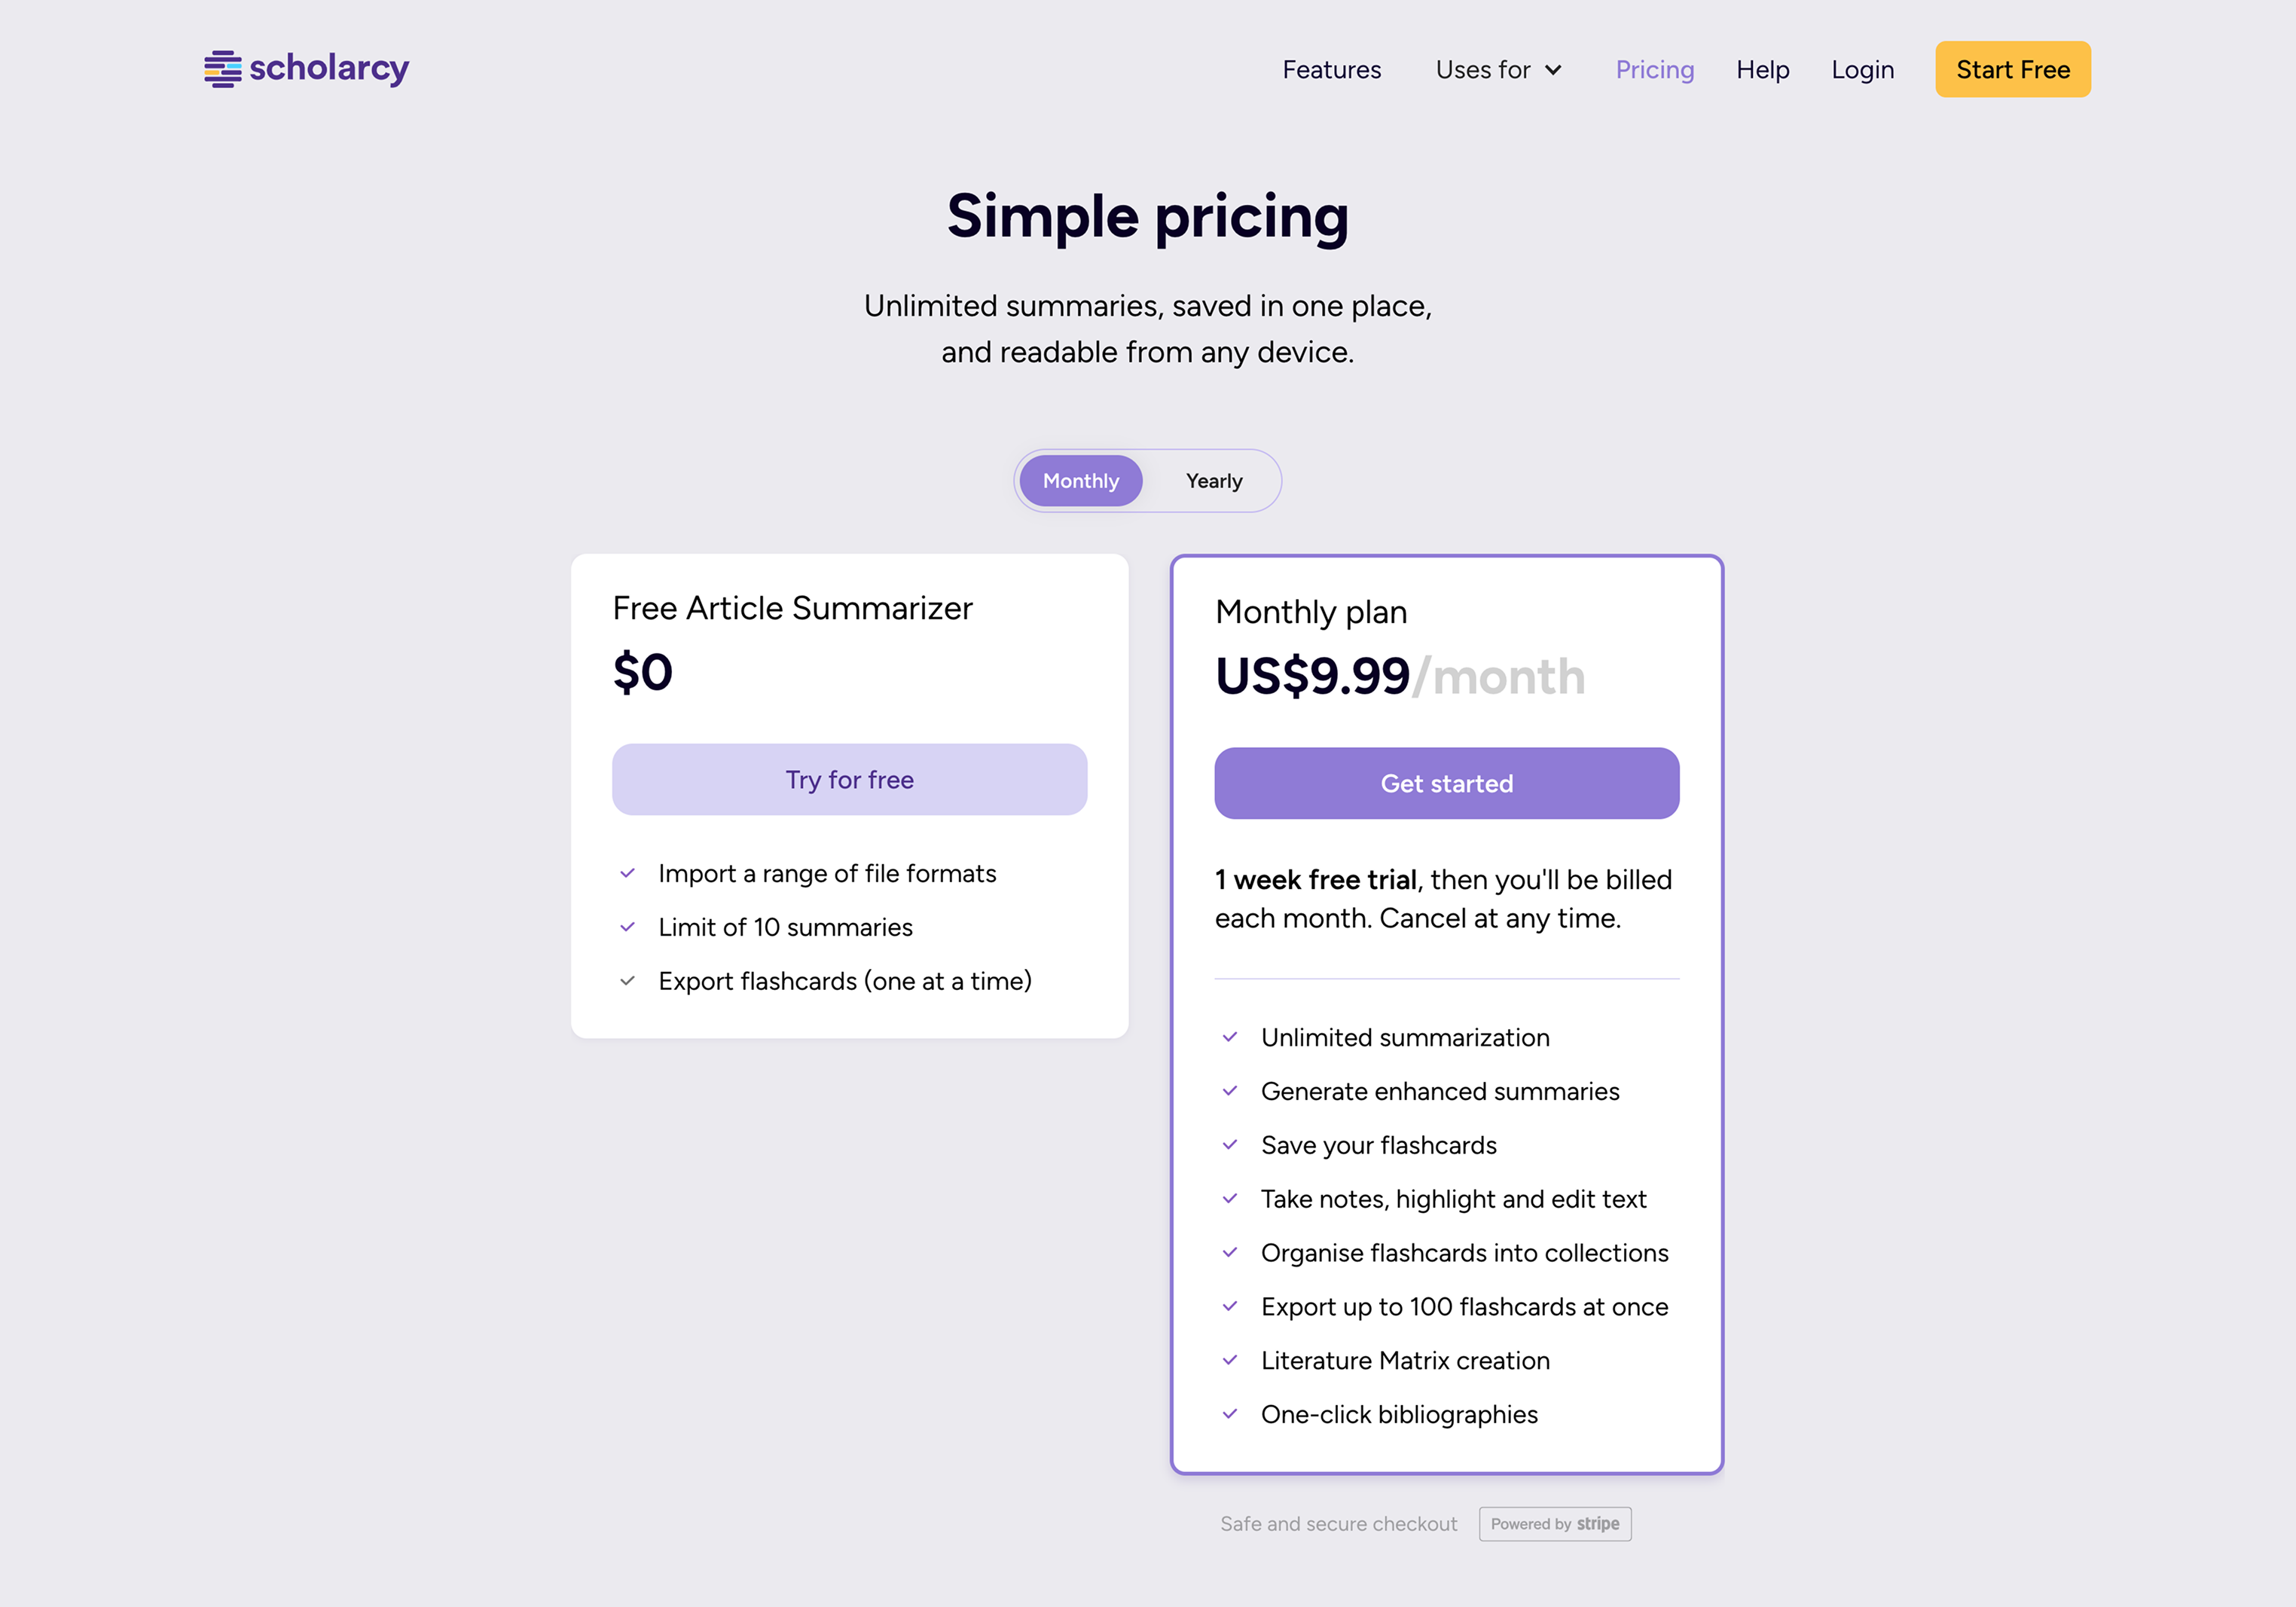 scholarcy
Features
Uses for
Pricing
Help
Login
Start Free
Simple pricing
Unlimited summaries, saved in one place,
and readable from any device.
Monthly
Yearly
Free Article Summarizer
$0
Try for free
Import a range of file formats
Limit of 10 summaries
Export flashcards (one at a time)
Monthly plan
US$9.99/month
Get started
1 week free trial, then you'll be billed
each month. Cancel at any time.
Unlimited summarization
Generate enhanced summaries
Save your flashcards
Take notes, highlight and edit text
Organise flashcards into collections
Export up to 100 flashcards at once
Literature Matrix creation
One-click bibliographies
Safe and secure checkout
Powered by stripe